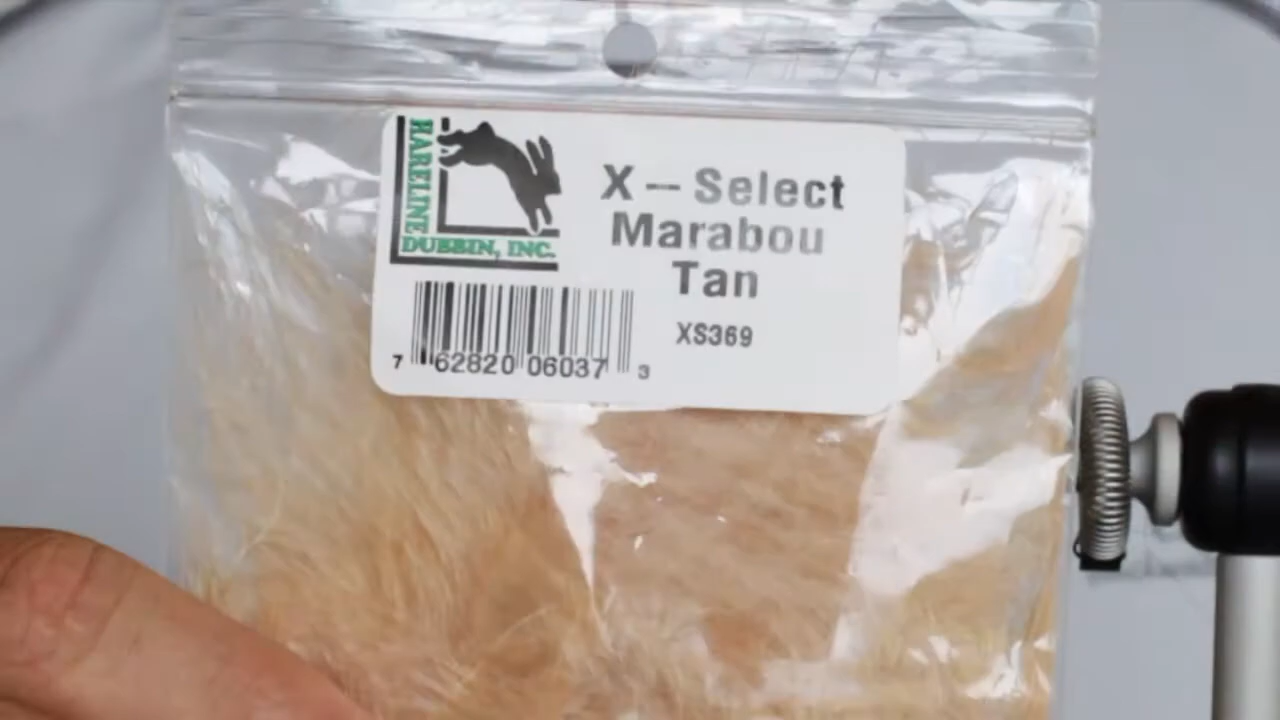 HARELINE
DUBBIN, INC.
X – Select
Marabou
Tan
XS369
7 62820 06037 3